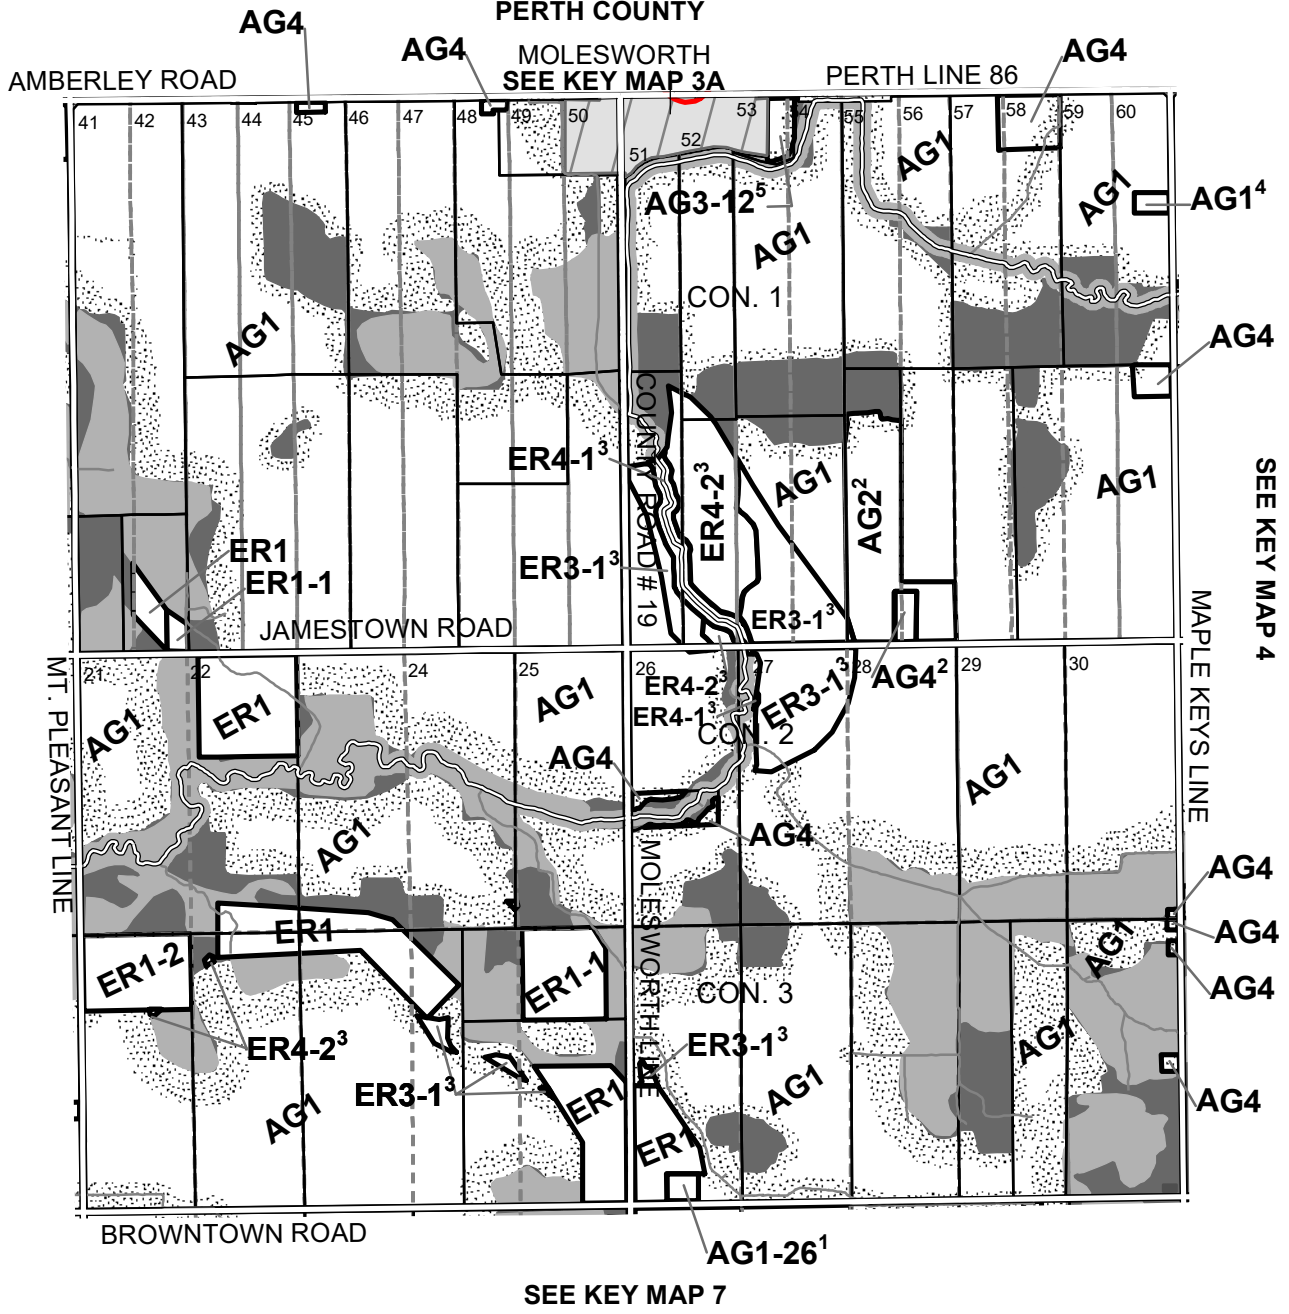 PERTH COUNTY
AG4
AG4
MOLESWORTH
AG4
AMBERLEY ROAD
SEE KEY MAP 3A
PERTH LINE 86
41 42 43 44 45 46 47 48 49 50 51 52 53 54 55 56 57 58 59 60
AG1
AG1
AG1⁴
AG3-12⁵
AG1
CON. 1
AG1
AG4
COUNTY ROAD # 19
ER4-1³
ER4-2³
AG1
AG2²
AG1
SEE KEY MAP 4
ER1
ER1-1
ER3-1³
ER3-1³
JAMESTOWN ROAD
MAPLE KEYS LINE
MT. PLEASANT LINE
21 22 24 25 26 27 28 29 30
AG1
ER1
AG1
ER4-2³
ER4-1³
ER3-1³
AG4²
CON. 2
AG4
AG1
AG1
AG4
MOLESWORTH LINE
AG4
ER1
AG1
AG4
ER1-2
ER1-1
CON. 3
AG4
ER4-2³
ER3-1³
AG1
ER3-1³
AG1
ER1
AG1
AG4
ER1
BROWNTOWN ROAD
AG1-26¹
SEE KEY MAP 7